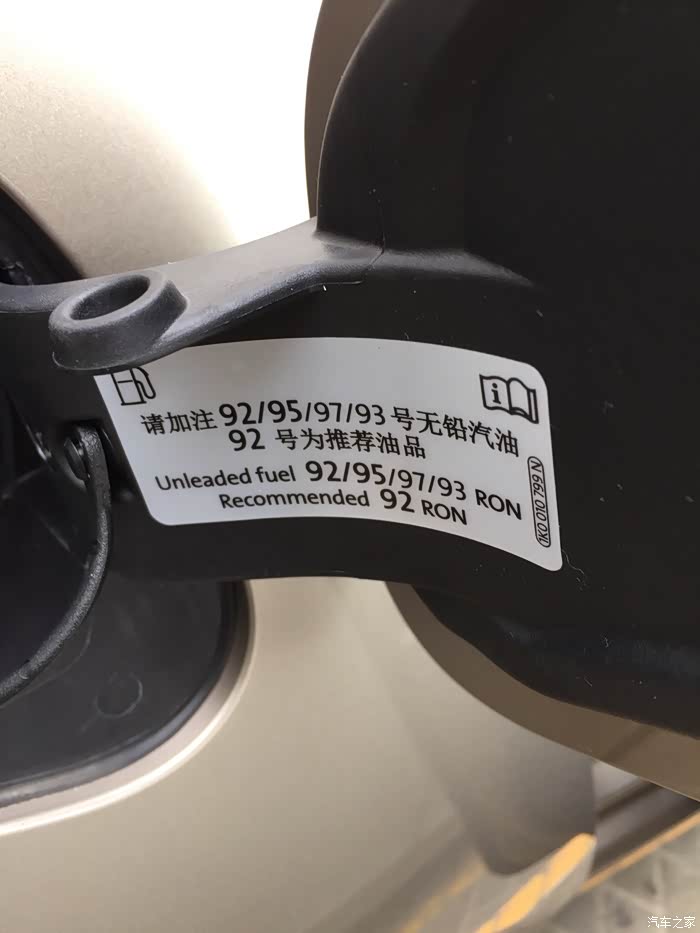 请加注 92/95/97/93 号无铅汽油
92 号为推荐油品
Unleaded fuel 92/95/97/93 RON
Recommended 92 RON
1K0 010 799 N
汽车之家